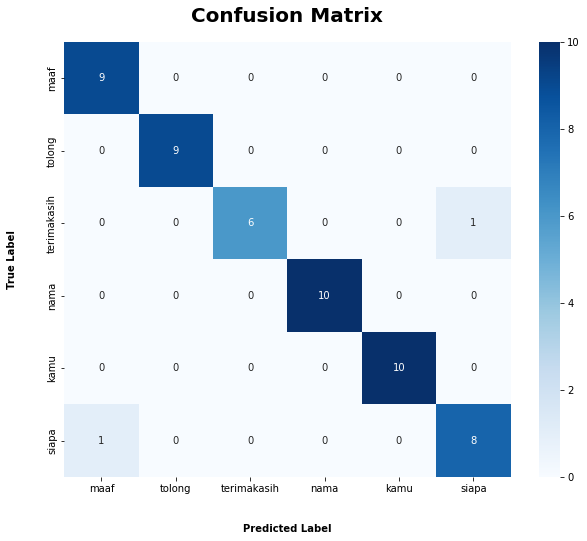 Confusion Matrix
maaf 9 0 0 0 0 0
tolong 0 9 0 0 0 0
terimakasih 0 0 6 0 0 1
nama 0 0 0 10 0 0
kamu 0 0 0 0 10 0
siapa 1 0 0 0 0 8
True Label
maaf tolong terimakasih nama kamu siapa
Predicted Label
10
8
6
4
2
0